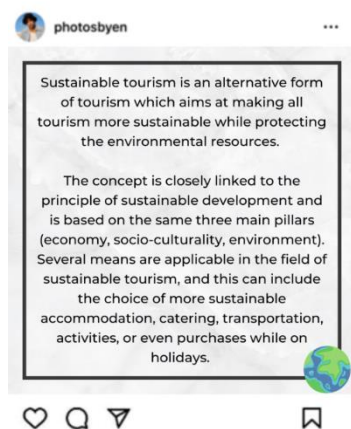 photosbyen
Sustainable tourism is an alternative form
of tourism which aims at making all
tourism more sustainable while protecting
the environmental resources.
The concept is closely linked to the
principle of sustainable development and
is based on the same three main pillars
(economy, socio-culturality, environment).
Several means are applicable in the field of
sustainable tourism, and this can include
the choice of more sustainable
accommodation, catering, transportation,
activities, or even purchases while on
holidays.